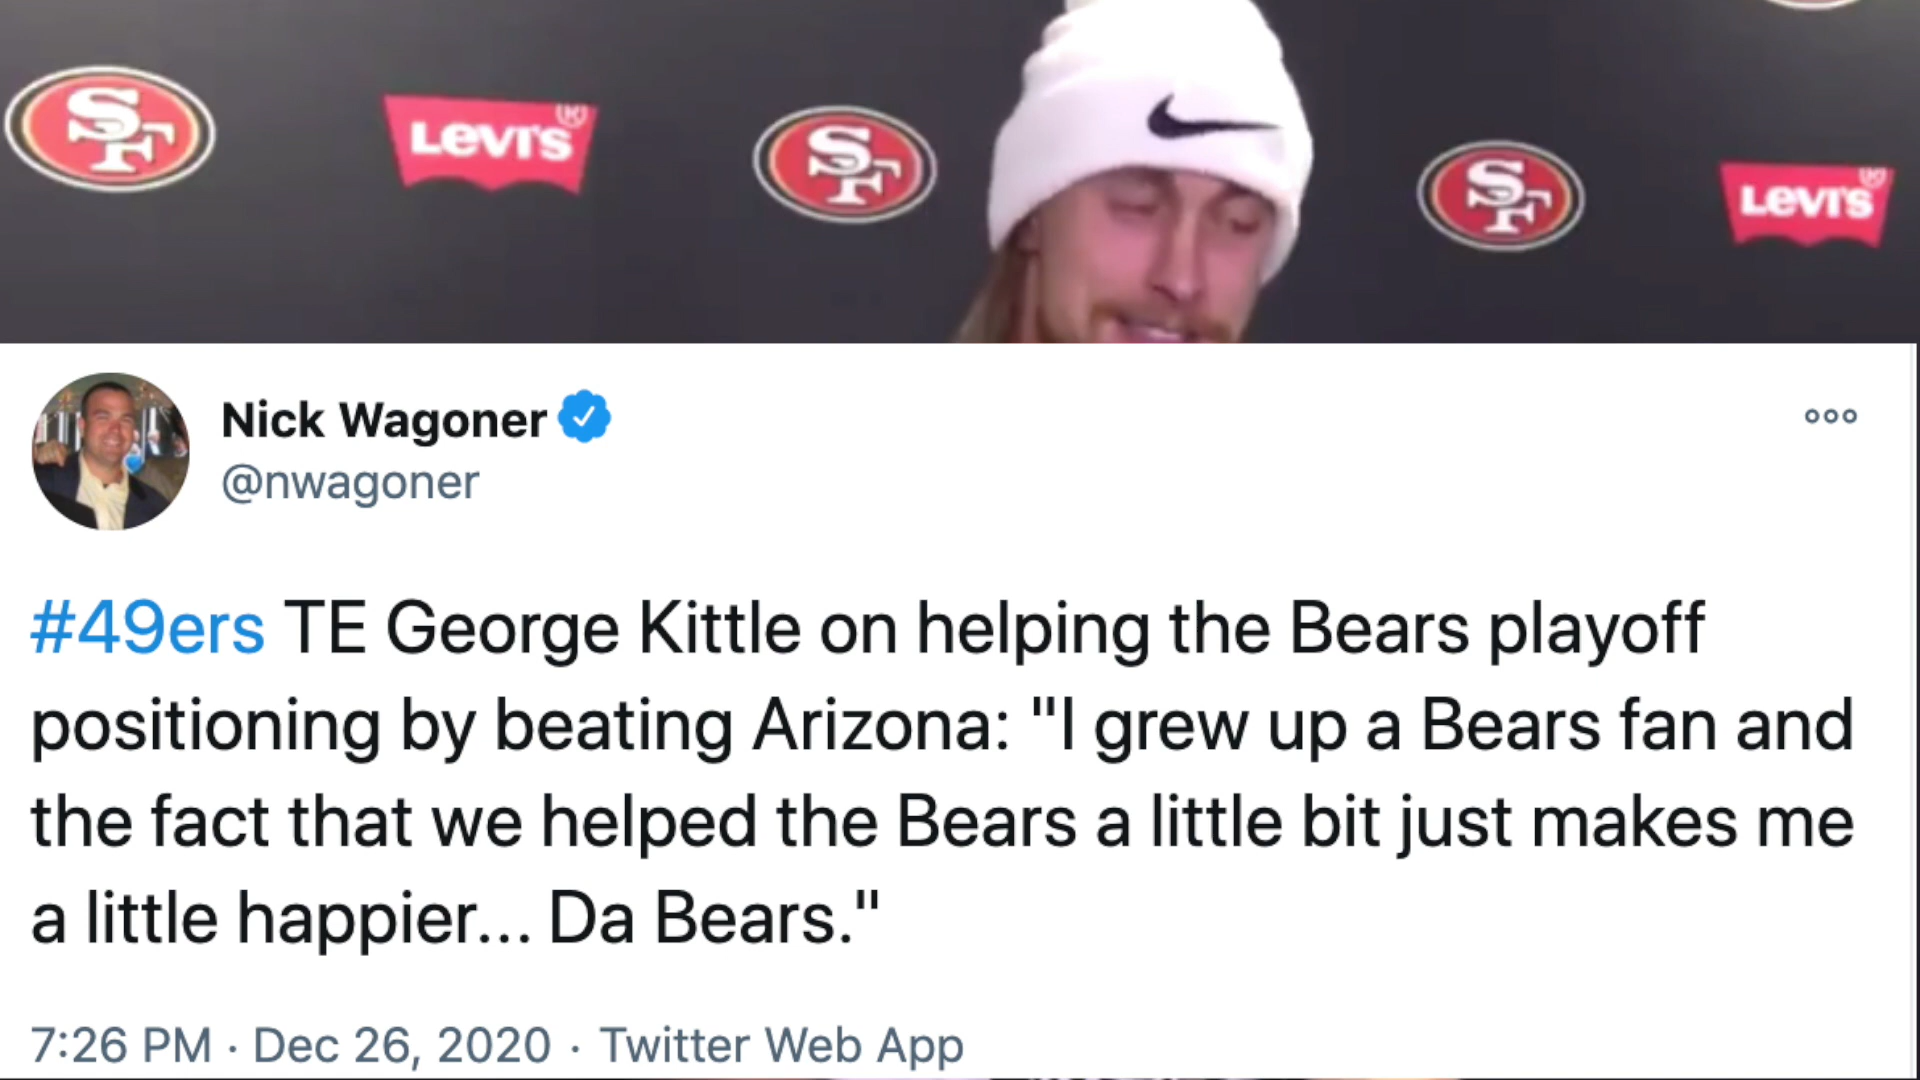 SF LEVI'S® SF SF LEVI'S®
Nick Wagoner
@nwagoner
#49ers TE George Kittle on helping the Bears playoff
positioning by beating Arizona: "I grew up a Bears fan and
the fact that we helped the Bears a little bit just makes me
a little happier... Da Bears."
7:26 PM · Dec 26, 2020 · Twitter Web App